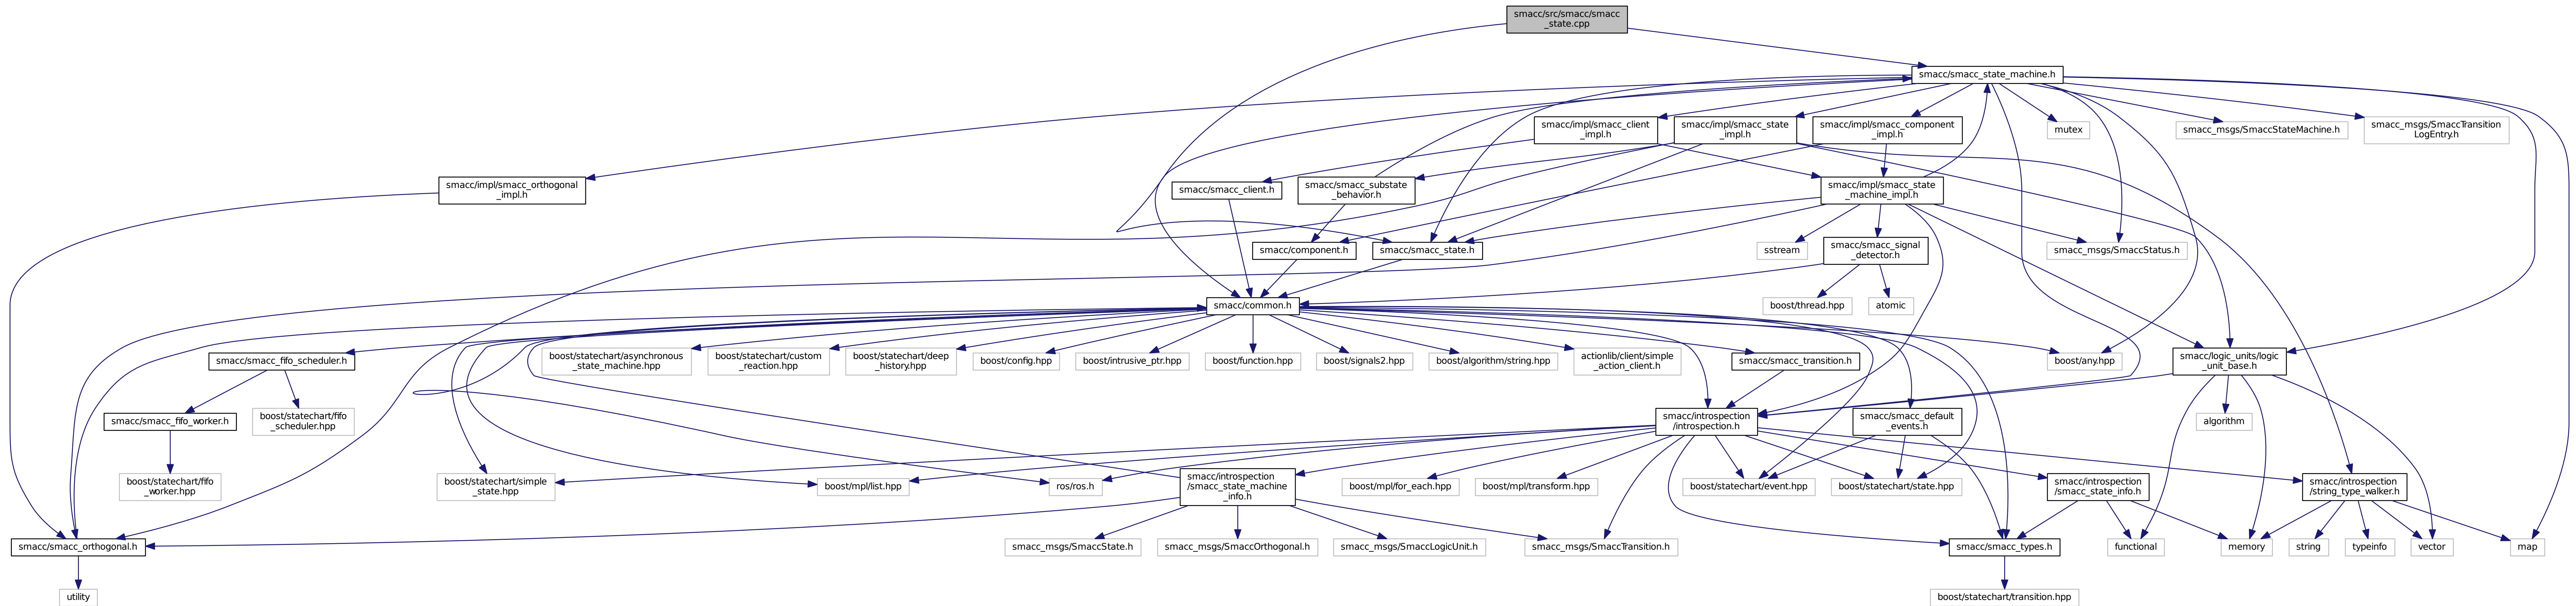 smacc/src/smacc/smacc
_state.cpp
smacc/smacc_state_machine.h
smacc/impl/smacc_client
_impl.h
smacc/impl/smacc_state
_impl.h
smacc/impl/smacc_component
_impl.h
mutex
smacc_msgs/SmaccStateMachine.h
smacc_msgs/SmaccTransition
LogEntry.h
smacc/impl/smacc_orthogonal
_impl.h
smacc/smacc_client.h
smacc/smacc_substate
_behavior.h
smacc/impl/smacc_state
_machine_impl.h
smacc/component.h
smacc/smacc_state.h
sstream
smacc/smacc_signal
_detector.h
smacc_msgs/SmaccStatus.h
smacc/common.h
boost/thread.hpp
atomic
smacc/smacc_fifo_scheduler.h
boost/statechart/asynchronous
_state_machine.hpp
boost/statechart/custom
_reaction.hpp
boost/statechart/deep
_history.hpp
boost/config.hpp
boost/intrusive_ptr.hpp
boost/function.hpp
boost/signals2.hpp
boost/algorithm/string.hpp
actionlib/client/simple
_action_client.h
smacc/smacc_transition.h
boost/any.hpp
smacc/logic_units/logic
_unit_base.h
smacc/smacc_fifo_worker.h
boost/statechart/fifo
_scheduler.hpp
smacc/introspection
/introspection.h
smacc/smacc_default
_events.h
algorithm
boost/statechart/fifo
_worker.hpp
boost/statechart/simple
_state.hpp
boost/mpl/list.hpp
ros/ros.h
smacc/introspection
/smacc_state_machine
_info.h
boost/mpl/for_each.hpp
boost/mpl/transform.hpp
boost/statechart/event.hpp
boost/statechart/state.hpp
smacc/introspection
/smacc_state_info.h
smacc/introspection
/string_type_walker.h
smacc/smacc_orthogonal.h
smacc_msgs/SmaccState.h
smacc_msgs/SmaccOrthogonal.h
smacc_msgs/SmaccLogicUnit.h
smacc_msgs/SmaccTransition.h
smacc/smacc_types.h
functional
memory
string
typeinfo
vector
map
utility
boost/statechart/transition.hpp